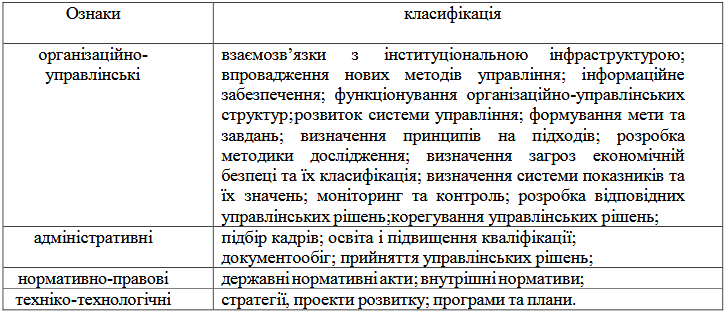 Ознаки класифікація
організаційно- взаємозв’язки з інституціональною інфраструктурою;
управлінські впровадження нових методів управління; інформаційне
забезпечення; функціонування організаційно-управлінських
структур;розвиток системи управління; формування мети та
завдань; визначення принципів на підходів; розробка
методики дослідження; визначення загроз економічній
безпеці та їх класифікація; визначення системи показників та
їх значень; моніторинг та контроль; розробка відповідних
управлінських рішень;корегування управлінських рішень;
адміністративні підбір кадрів; освіта і підвищення кваліфікації;
документообіг; прийняття управлінських рішень;
нормативно-правові державні нормативні акти; внутрішні нормативи;
техніко-технологічні стратегії, проекти розвитку; програми та плани.